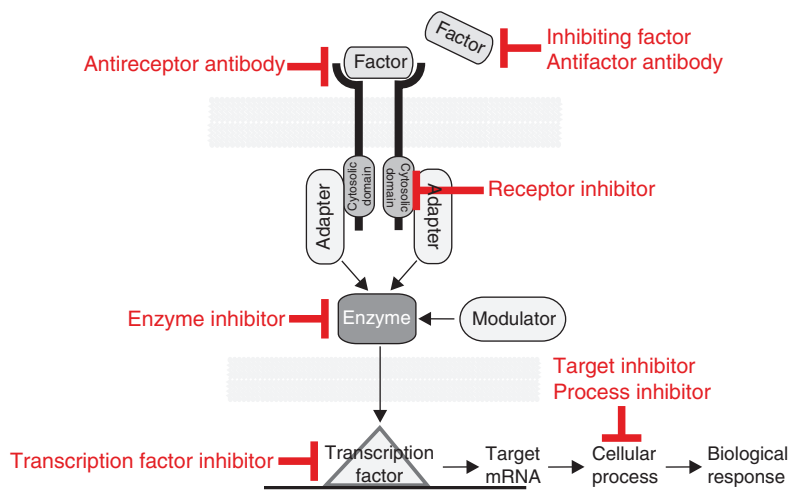 Factor
Inhibiting factor
Antifactor antibody
Antireceptor antibody
Factor
Cytosolic
domain
Cytosolic
domain
Adapter
Adapter
Receptor inhibitor
Enzyme inhibitor
Enzyme
Modulator
Target inhibitor
Process inhibitor
Transcription factor inhibitor
Transcription
factor
Target
mRNA
Cellular
process
Biological
response